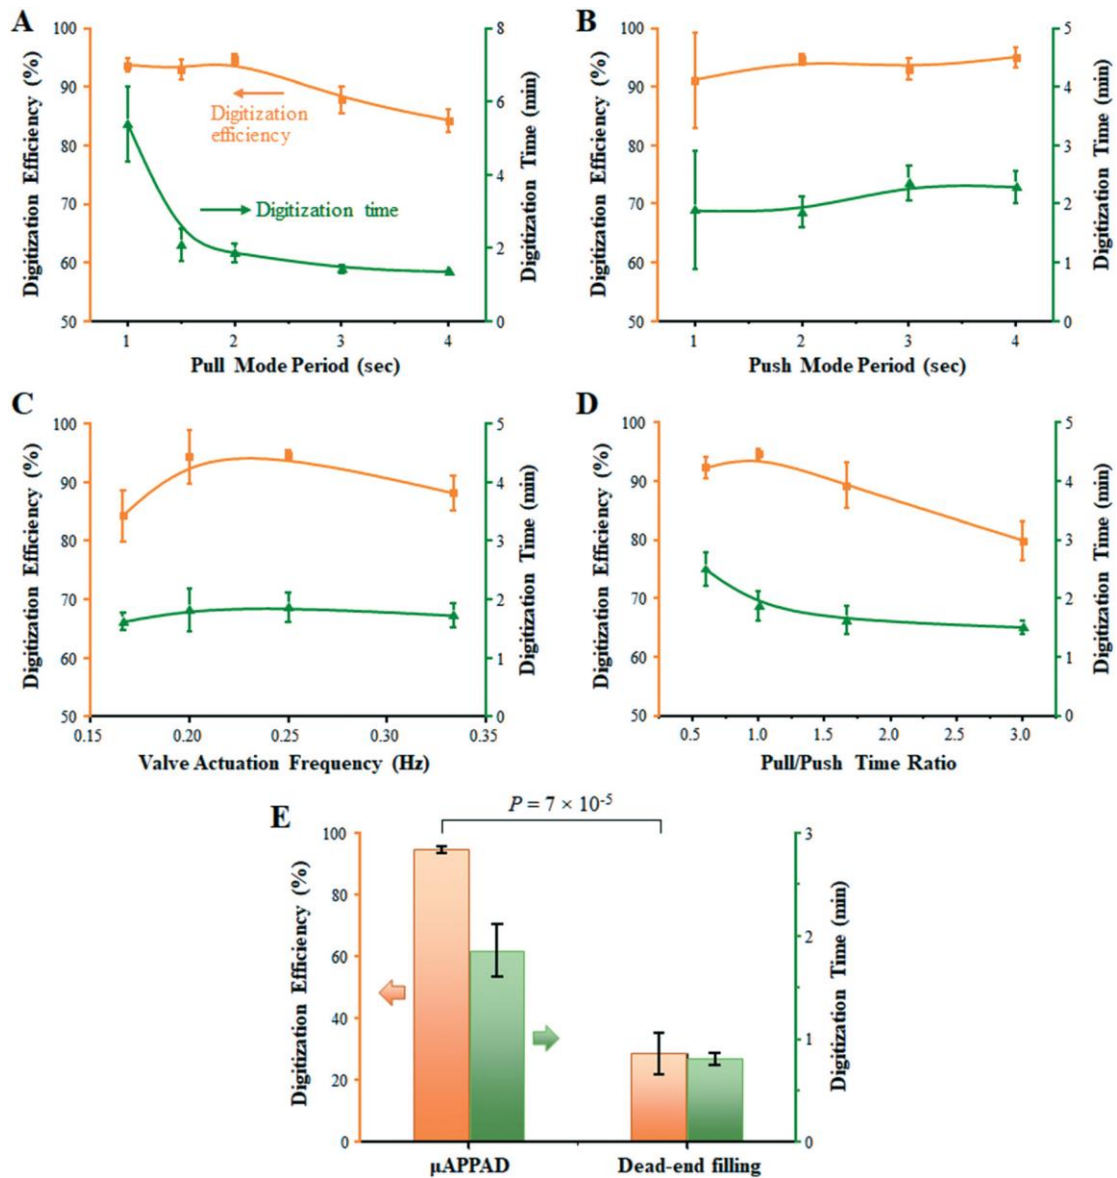 A
Digitization Efficiency (%)
100
90
80
70
60
50
Digitization
efficiency
Digitization time
8
6
4
2
0
Digitization Time (min)
1 2 3 4
Pull Mode Period (sec)
B
Digitization Efficiency (%)
100
90
80
70
60
50
5
4
3
2
1
0
Digitization Time (min)
1 2 3 4
Push Mode Period (sec)
C
Digitization Efficiency (%)
100
90
80
70
60
50
5
4
3
2
1
0
Digitization Time (min)
0.15 0.20 0.25 0.30 0.35
Valve Actuation Frequency (Hz)
D
Digitization Efficiency (%)
100
90
80
70
60
50
5
4
3
2
1
0
Digitization Time (min)
0.5 1.0 1.5 2.0 2.5 3.0
Pull/Push Time Ratio
E
P = 7 × 10⁻⁵
Digitization Efficiency (%)
100
80
60
40
20
0
3
2
1
0
Digitization Time (min)
μAPPAD Dead-end filling